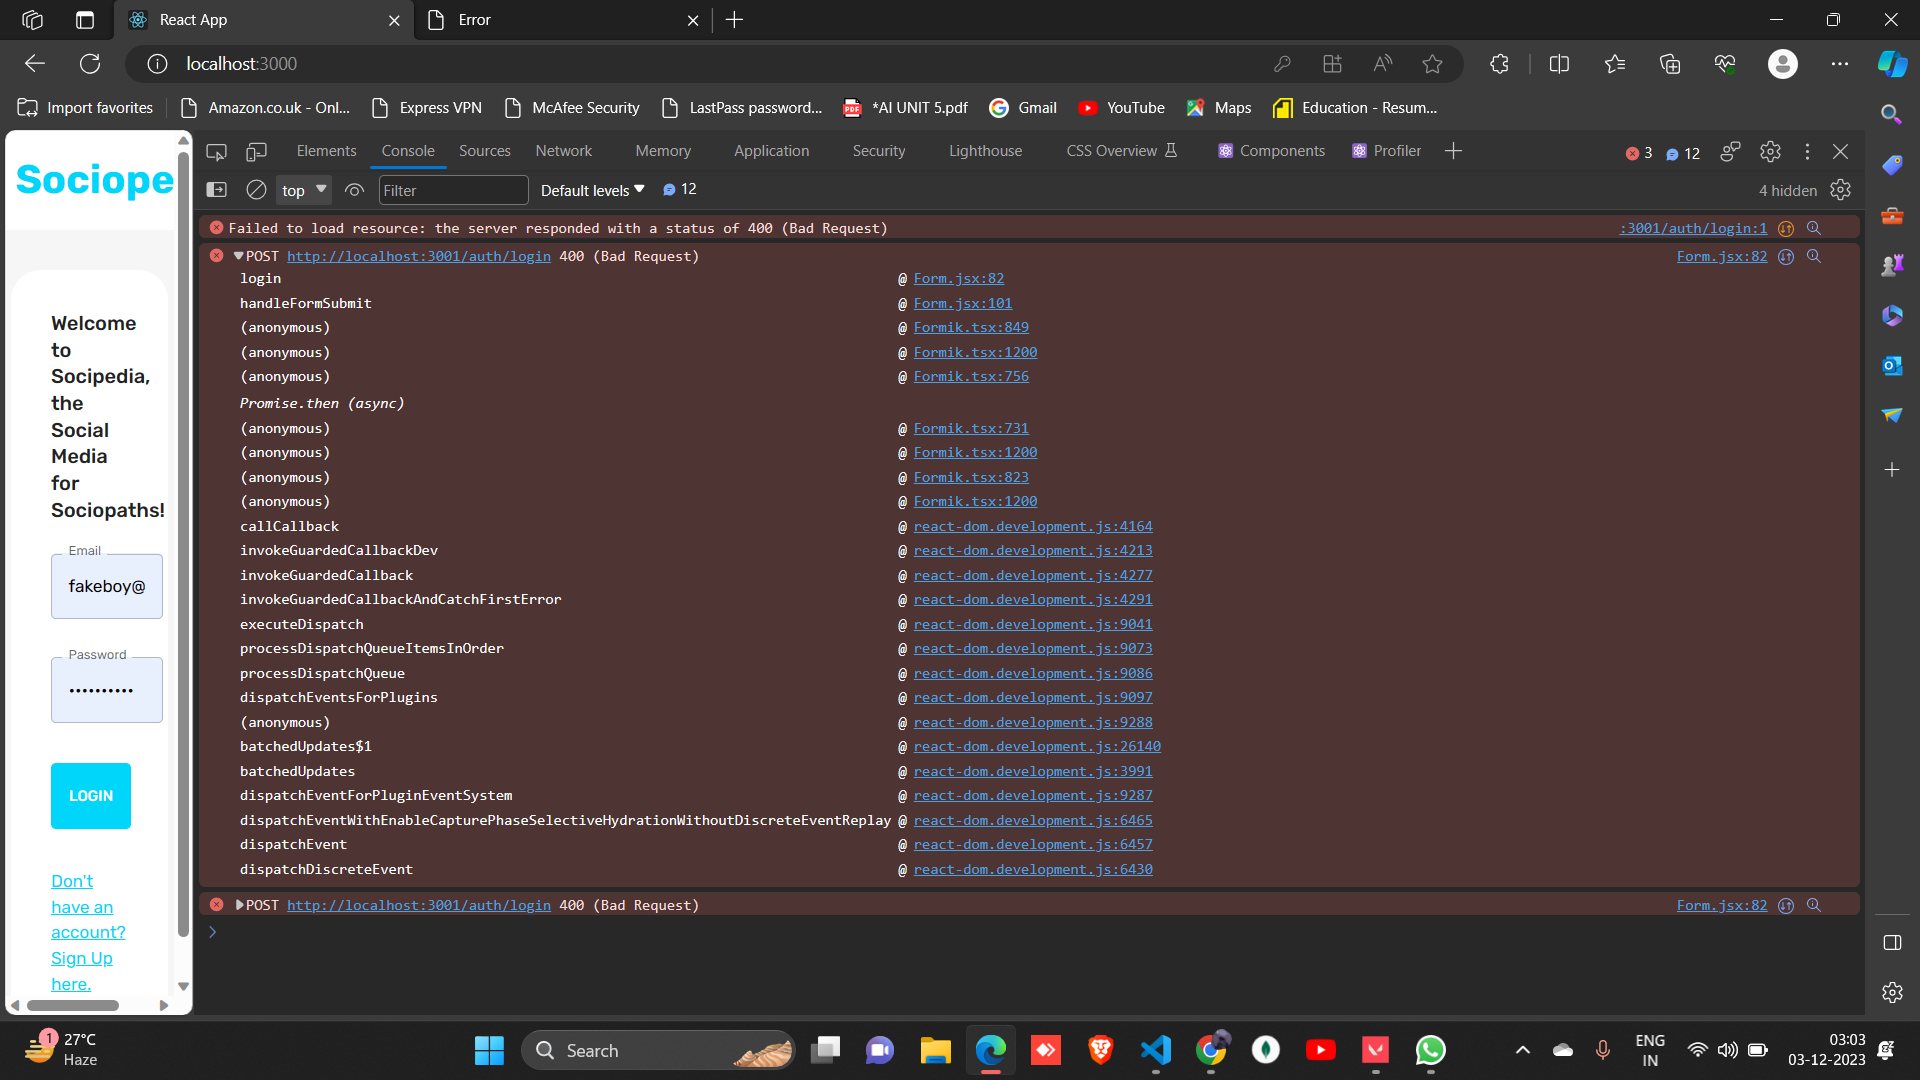 React App
Error
localhost:3000
Import favorites
Amazon.co.uk - Onl...
Express VPN
McAfee Security
LastPass password...
*AI UNIT 5.pdf
Gmail
YouTube
Maps
Education - Resum...
Elements
Console
Sources
Network
Memory
Application
Security
Lighthouse
CSS Overview
Components
Profiler
3
12
top
Filter
Default levels
12
4 hidden
Failed to load resource: the server responded with a status of 400 (Bad Request) :3001/auth/login:1
POST http://localhost:3001/auth/login 400 (Bad Request) Form.jsx:82
login @ Form.jsx:82
handleFormSubmit @ Form.jsx:101
(anonymous) @ Formik.tsx:849
(anonymous) @ Formik.tsx:1200
(anonymous) @ Formik.tsx:756
Promise.then (async)
(anonymous) @ Formik.tsx:731
(anonymous) @ Formik.tsx:1200
(anonymous) @ Formik.tsx:823
(anonymous) @ Formik.tsx:1200
callCallback @ react-dom.development.js:4164
invokeGuardedCallbackDev @ react-dom.development.js:4213
invokeGuardedCallback @ react-dom.development.js:4277
invokeGuardedCallbackAndCatchFirstError @ react-dom.development.js:4291
executeDispatch @ react-dom.development.js:9041
processDispatchQueueItemsInOrder @ react-dom.development.js:9073
processDispatchQueue @ react-dom.development.js:9086
dispatchEventsForPlugins @ react-dom.development.js:9097
(anonymous) @ react-dom.development.js:9288
batchedUpdates$1 @ react-dom.development.js:26140
batchedUpdates @ react-dom.development.js:3991
dispatchEventForPluginEventSystem @ react-dom.development.js:9287
dispatchEventWithEnableCapturePhaseSelectiveHydrationWithoutDiscreteEventReplay @ react-dom.development.js:6465
dispatchEvent @ react-dom.development.js:6457
dispatchDiscreteEvent @ react-dom.development.js:6430
POST http://localhost:3001/auth/login 400 (Bad Request) Form.jsx:82
Sociope
Welcome
to
Socipedia,
the
Social
Media
for
Sociopaths!
Email
fakeboy@
Password
••••••••••
LOGIN
Don't
have an
account?
Sign Up
here.
1
27°C
Haze
Search
ENG
IN
03:03
03-12-2023